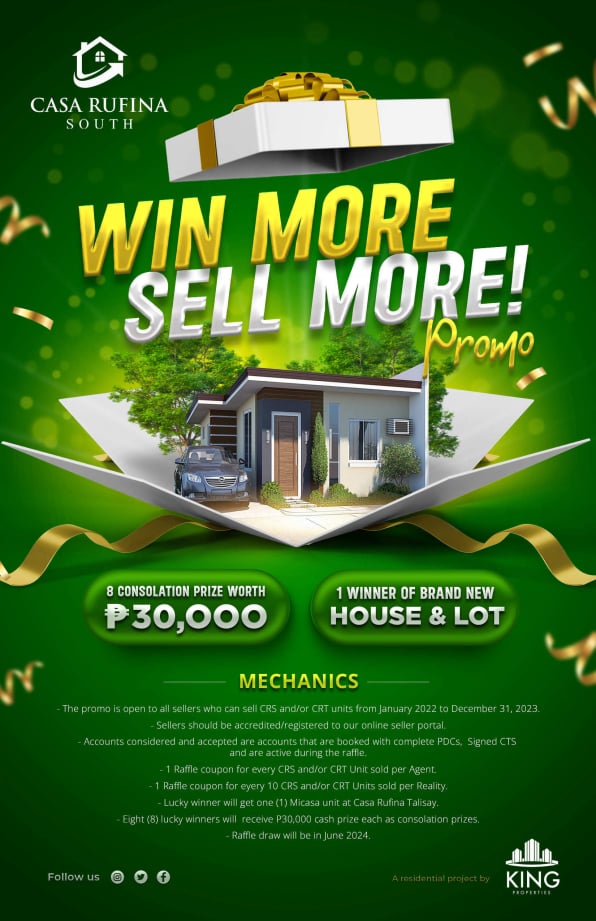 CASA RUFINA
SOUTH
WIN MORE
SELL MORE!
Promo
8 CONSOLATION PRIZE WORTH
₱30,000
1 WINNER OF BRAND NEW
HOUSE & LOT
MECHANICS
- The promo is open to all sellers who can sell CRS and/or CRT units from January 2022 to December 31, 2023.
- Sellers should be accredited/registered to our online seller portal.
- Accounts considered and accepted are accounts that are booked with complete PDCs, Signed CTS
and are active during the raffle.
- 1 Raffle coupon for every CRS and/or CRT Unit sold per Agent.
- 1 Raffle coupon for eyery 10 CRS and/or CRT Units sold per Reality.
- Lucky winner will get one (1) Micasa unit at Casa Rufina Talisay.
- Eight (8) lucky winners will receive P30,000 cash prize each as consolation prizes.
- Raffle draw will be in June 2024.
Follow us
A residential project by
KING
PROPERTIES